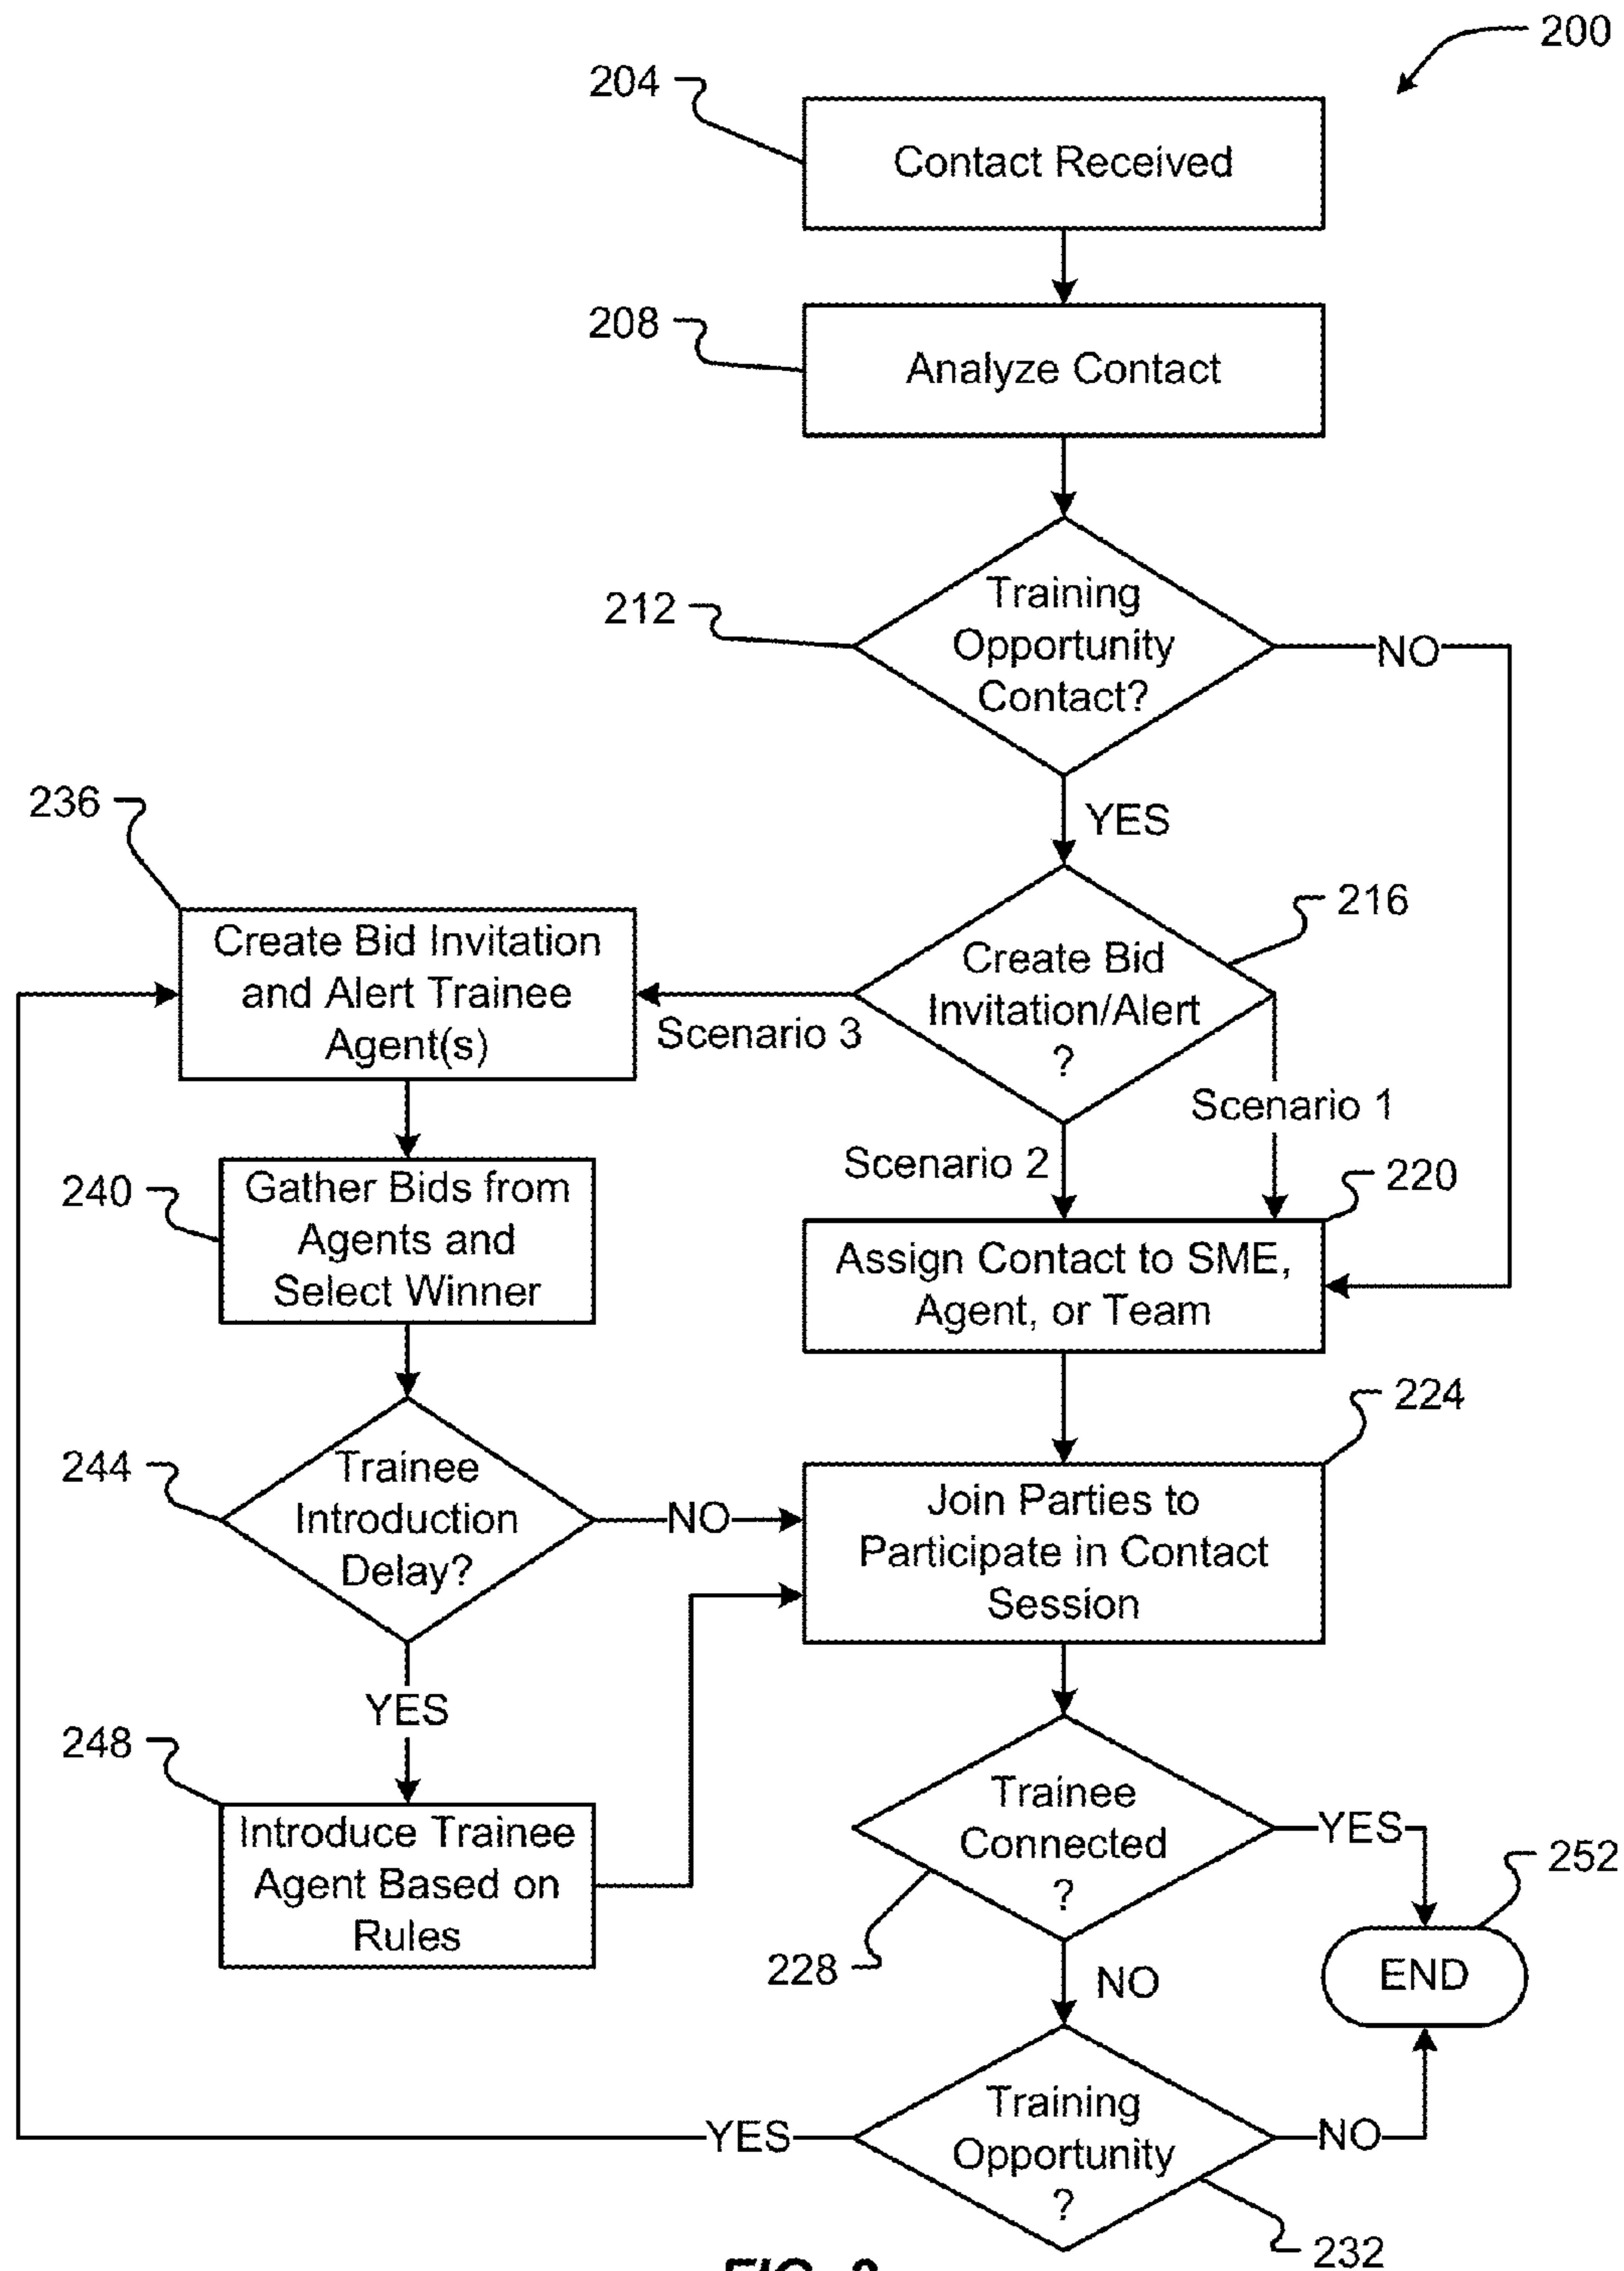 200
204
Contact Received
208
Analyze Contact
212
Training
Opportunity
Contact?
NO
YES
236
216
Create Bid Invitation
and Alert Trainee
Agent(s)
Create Bid
Invitation/Alert
?
Scenario 3
Scenario 1
Scenario 2
240
Gather Bids from
Agents and
Select Winner
220
Assign Contact to SME,
Agent, or Team
224
244
Trainee
Introduction
Delay?
NO
Join Parties to
Participate in Contact
Session
YES
248
Introduce Trainee
Agent Based on
Rules
Trainee
Connected
?
YES
252
228
NO
END
Training
Opportunity
?
YES
NO
232